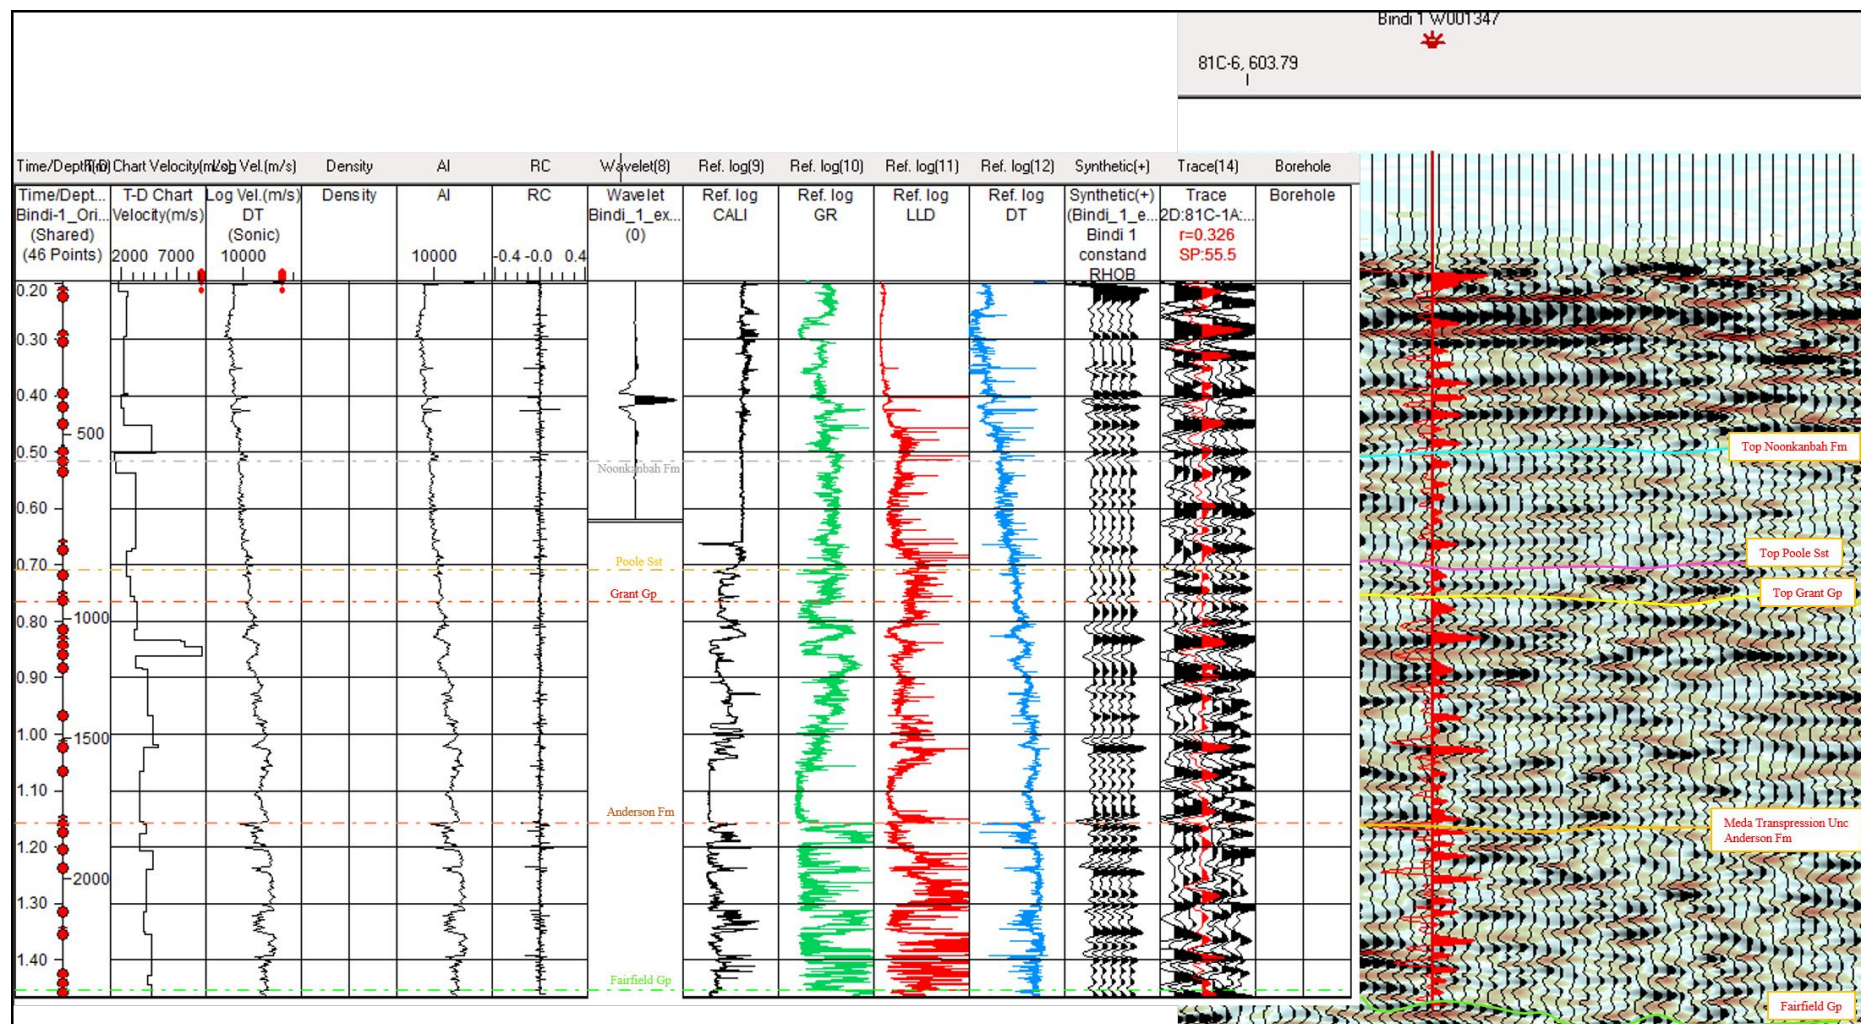 Bindi 1 W001347
81C-6, 603.79
Time/Depth(m) T-D Chart Velocity(m/s) Log Vel.(m/s) Density AI RC Wavelet(8) Ref. log(9) Ref. log(10) Ref. log(11) Ref. log(12) Synthetic(+) Trace(14) Borehole
Time/Dept... T-D Chart Log Vel.(m/s) Density AI RC Wavelet Ref. log Ref. log Ref. log Ref. log Synthetic(+) Trace Borehole
Bindi-1_Ori... Velocity(m/s) DT Bindi_1_ex... CALI GR LLD DT (Bindi_1_e... 2D:81C-1A:...
(Shared) (Sonic) (0) Bindi 1 r=0.326
(46 Points) 2000 7000 10000 10000 -0.4 -0.0 0.4 constand SP:55.5
RHOB
0.20
0.30
0.40
500
Top Noonkanbah Fm
0.50
Noonkanbah Fm
0.60
Top Poole Sst
0.70
Poole Sst
Top Grant Gp
Grant Gp
1000
0.80
0.90
1.00
1500
1.10
Anderson Fm
Meda Transpression Unc
Anderson Fm
1.20
2000
1.30
1.40
Fairfield Gp
Fairfield Gp